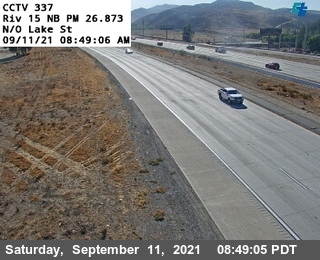 CCTV 337
Riv 15 NB PM 26.873
N/O Lake St
09/11/21 08:49:06 AM
Saturday, September 11, 2021 08:49:05 PDT